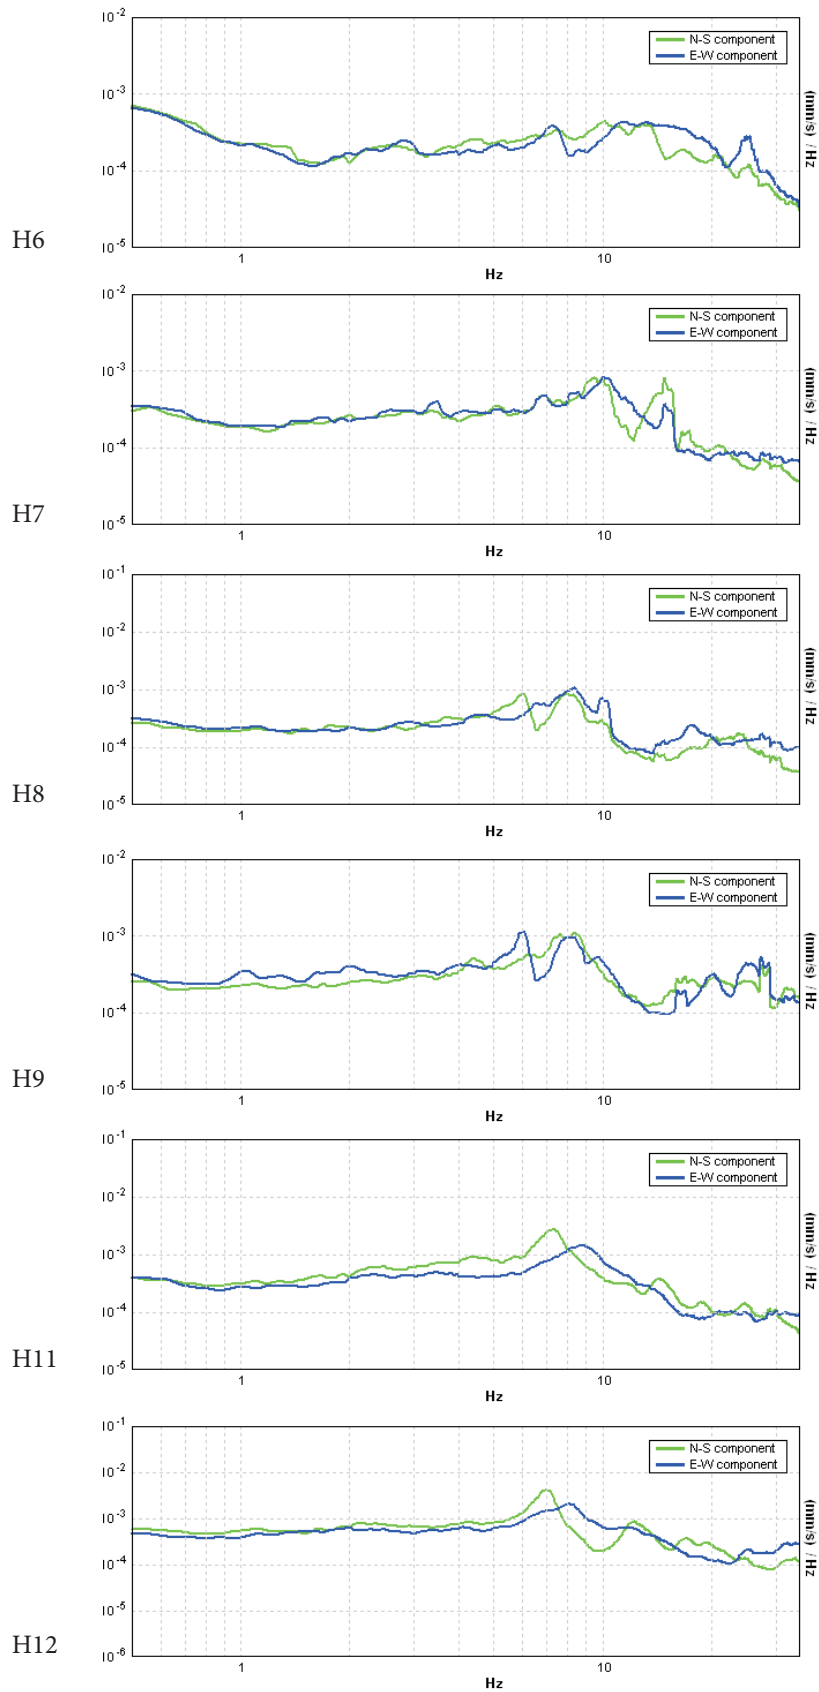 10⁻²
N-S component
E-W component
10⁻³
(mm/s) / Hz
10⁻⁴
H6
10⁻⁵
1
10
Hz
10⁻²
N-S component
E-W component
10⁻³
(mm/s) / Hz
10⁻⁴
H7
10⁻⁵
1
10
Hz
10⁻¹
N-S component
E-W component
10⁻²
(mm/s) / Hz
10⁻³
10⁻⁴
H8
10⁻⁵
1
10
Hz
10⁻²
N-S component
E-W component
10⁻³
(mm/s) / Hz
10⁻⁴
H9
10⁻⁵
1
10
Hz
10⁻¹
N-S component
E-W component
10⁻²
(mm/s) / Hz
10⁻³
10⁻⁴
H11
10⁻⁵
1
10
Hz
10⁻¹
N-S component
E-W component
10⁻²
10⁻³
(mm/s) / Hz
10⁻⁴
10⁻⁵
H12
10⁻⁶
1
10
Hz